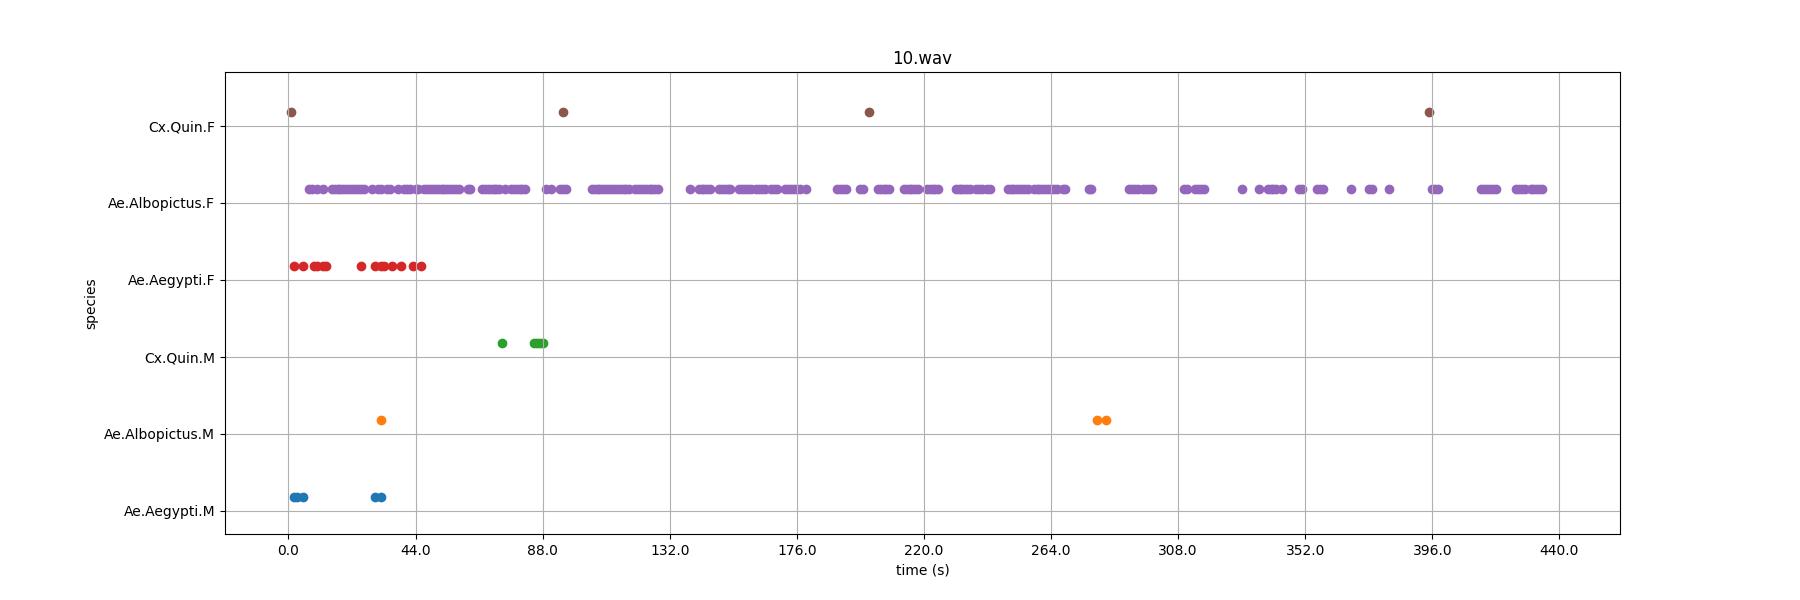 10.wav
Cx.Quin.F
Ae.Albopictus.F
Ae.Aegypti.F
Cx.Quin.M
Ae.Albopictus.M
Ae.Aegypti.M
species
0.0 44.0 88.0 132.0 176.0 220.0 264.0 308.0 352.0 396.0 440.0
time (s)